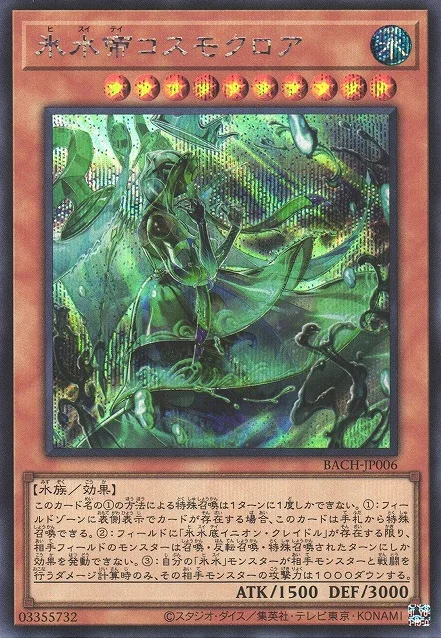 氷水帝コスモクロア
水
BACH-JP006
【水族／効果】
このカード名の①の方法による特殊召喚は1ターンに1度しかできない。①：フィー
ルドゾーンに表側表示でカードが存在する場合、このカードは手札から特殊
召喚できる。②：フィールドに「氷水底イニオン・クレイドル」が存在する限り、
相手フィールドのモンスターは召喚・反転召喚・特殊召喚されたターンにしか
効果を発動できない。③：自分の「氷水」モンスターが相手モンスターと戦闘を
行うダメージ計算時のみ、その相手モンスターの攻撃力は1000ダウンする。
ATK/1500 DEF/3000
03355732
©スタジオ・ダイス／集英社・テレビ東京・KONAMI